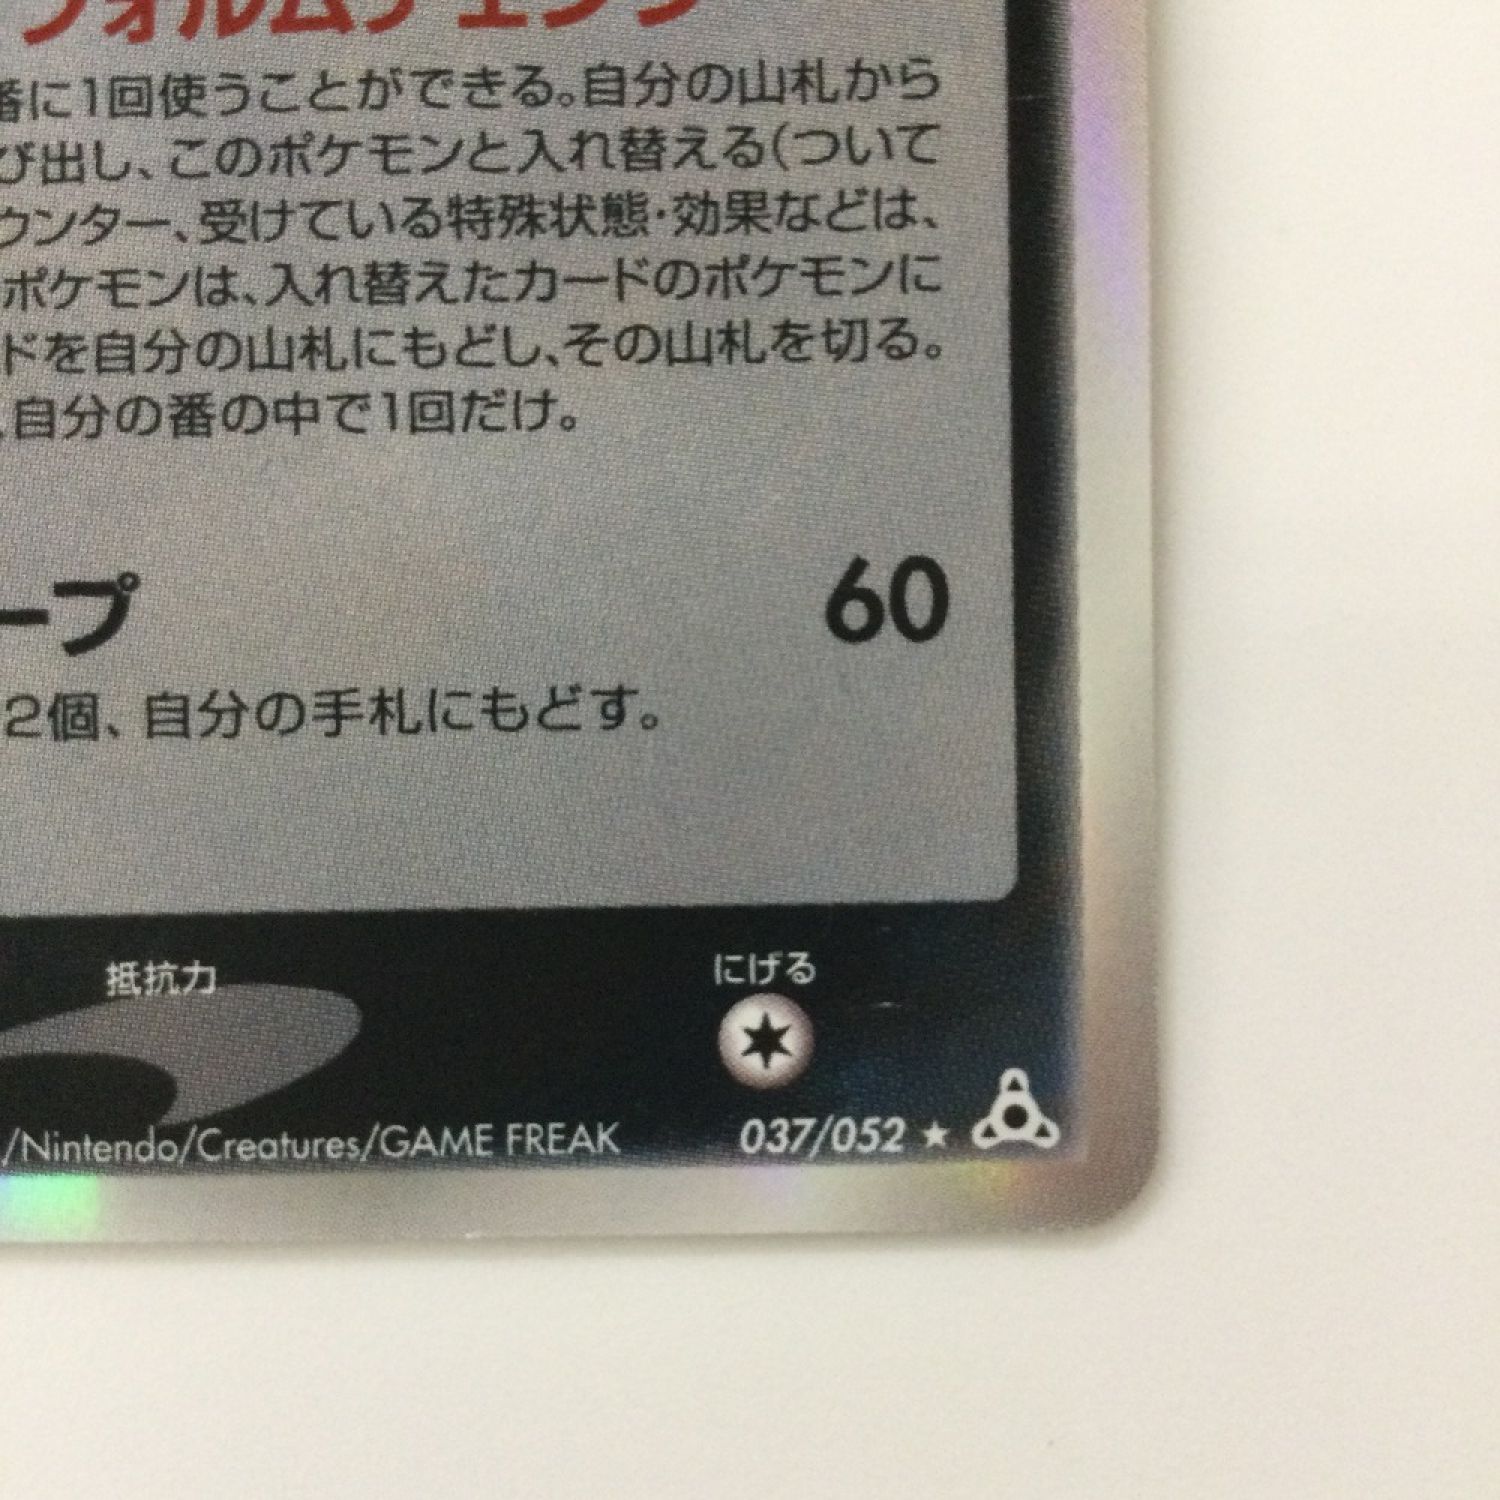 フォルムチェンジ
番に1回使うことができる。自分の山札から
び出し、このポケモンと入れ替える(ついて
ウンター、受けている特殊状態・効果などは、
ポケモンは、入れ替えたカードのポケモンに
ドを自分の山札にもどし、その山札を切る。
、自分の番の中で1回だけ。
ープ 60
2個、自分の手札にもどす。
抵抗力 にげる
/Nintendo/Creatures/GAME FREAK 037/052 ★